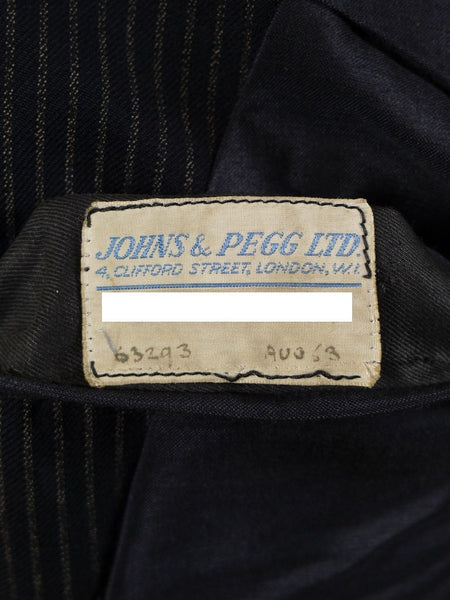 JOHNS & PEGG LTD.
4, CLIFFORD STREET, LONDON, W.1.
63293 AUG 63